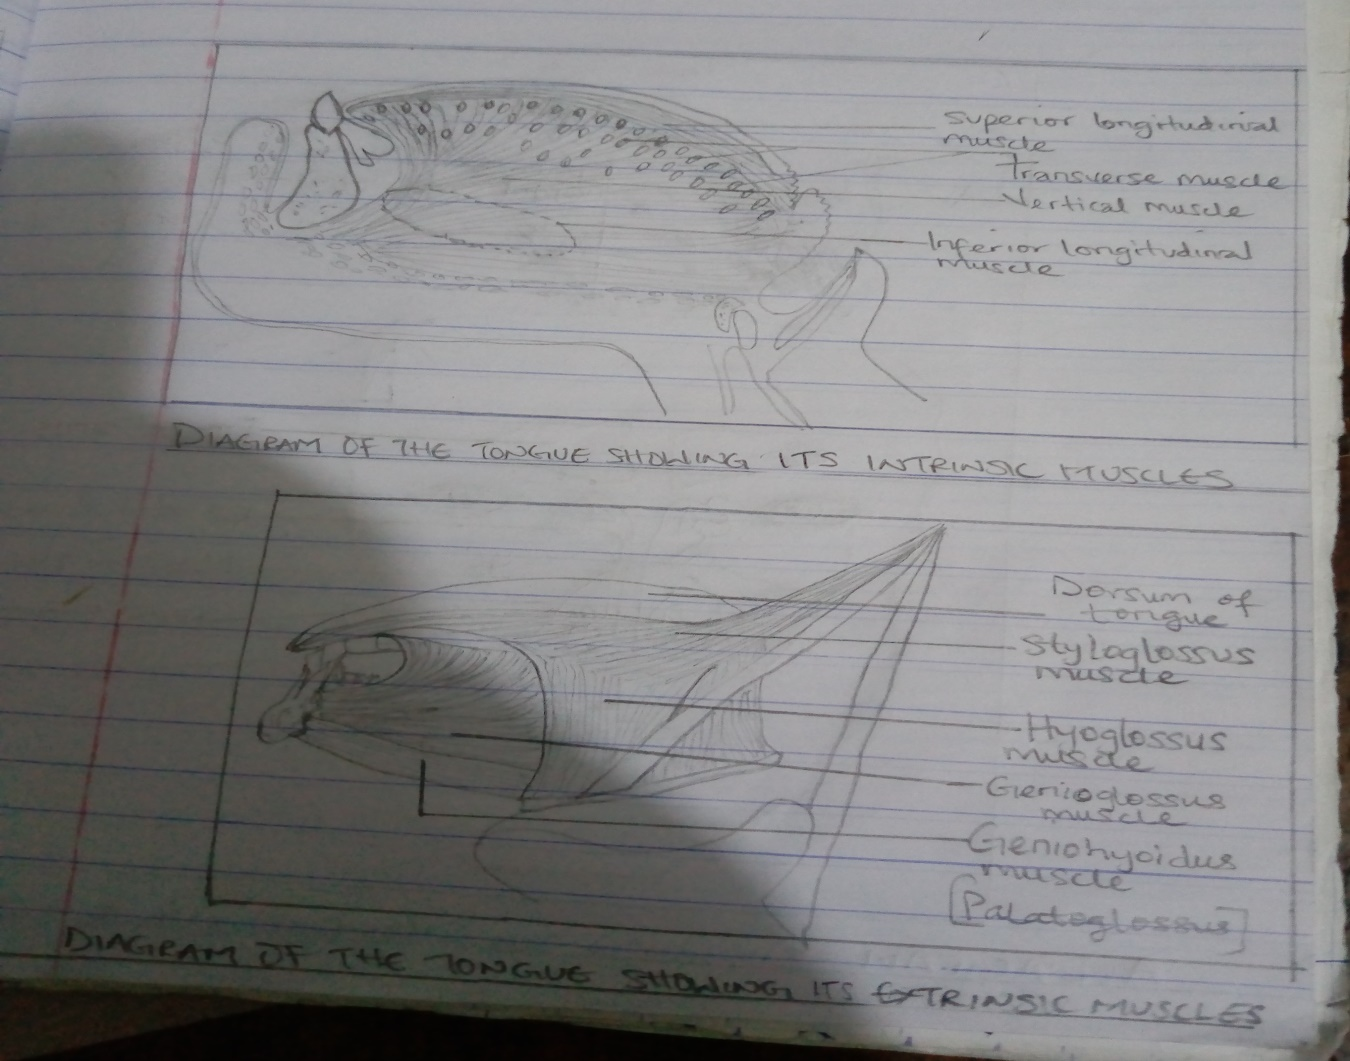 Superior longitudinal
muscle
Transverse muscle
Vertical muscle
Inferior longitudinal
muscle
DIAGRAM OF THE TONGUE SHOWING ITS INTRINSIC MUSCLES
Dorsum of
tongue
Styloglossus
muscle
Hyoglossus
muscle
Genioglossus
muscle
Geniohyoidus
muscle
[Palatoglossus]
DIAGRAM OF THE TONGUE SHOWING ITS EXTRINSIC MUSCLES